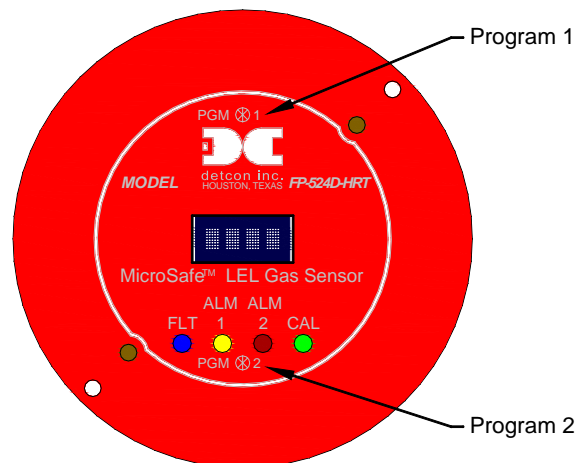 Program 1
PGM 1
detcon inc.
MODEL HOUSTON, TEXAS FP-524D-HRT
MicroSafe™ LEL Gas Sensor
ALM ALM
FLT 1 2 CAL
PGM 2
Program 2